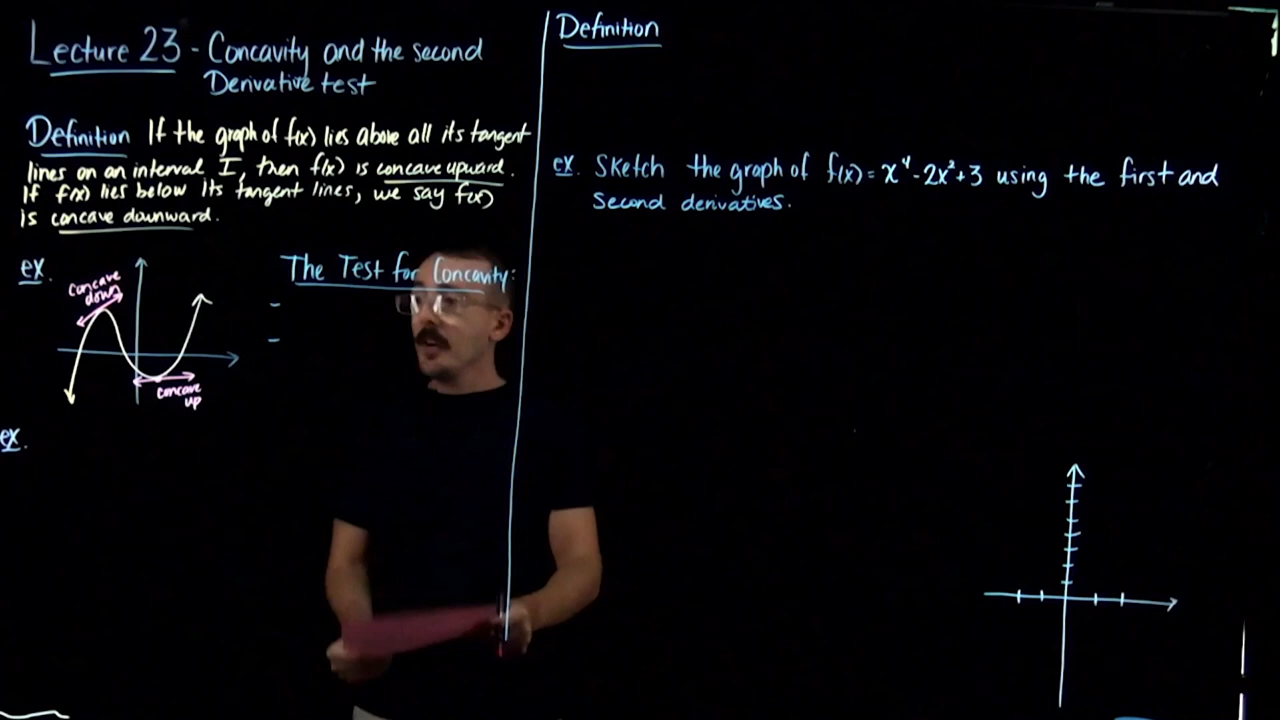 Lecture 23 - Concavity and the second
Derivative test
Definition If the graph of f(x) lies above all its tangent
lines on an interval, I, then f(x) is concave upward.
If f(x) lies below its tangent lines, we say f(x)
is concave downward.
ex.
concave
down
concave
up
The Test for Concavity:
-
-
ex.
Definition
ex. Sketch the graph of f(x) = x⁴ - 2x² + 3 using the first and
second derivatives.